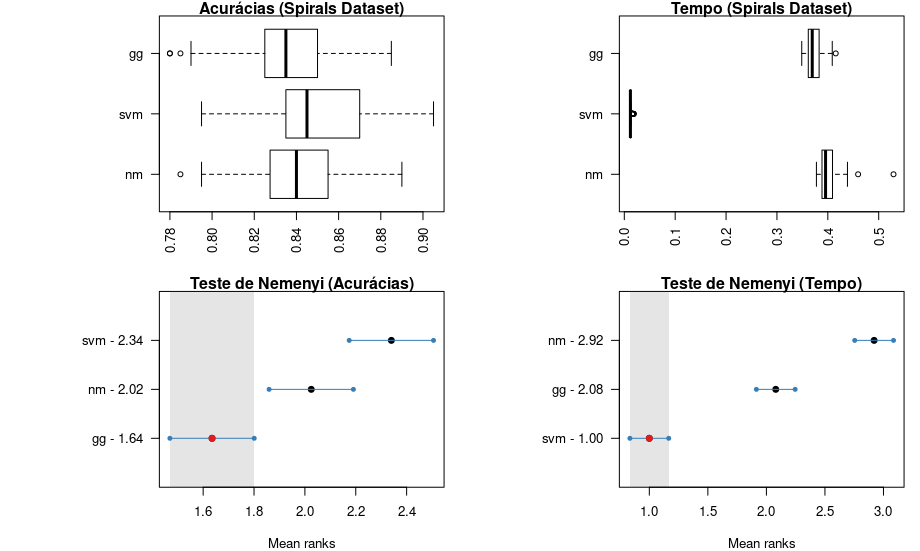 Acurácias (Spirals Dataset)
gg
svm
nm
0.78
0.80
0.82
0.84
0.86
0.88
0.90
Tempo (Spirals Dataset)
gg
svm
nm
0.0
0.1
0.2
0.3
0.4
0.5
Teste de Nemenyi (Acurácias)
svm - 2.34
nm - 2.02
gg - 1.64
1.6
1.8
2.0
2.2
2.4
Mean ranks
Teste de Nemenyi (Tempo)
nm - 2.92
gg - 2.08
svm - 1.00
1.0
1.5
2.0
2.5
3.0
Mean ranks